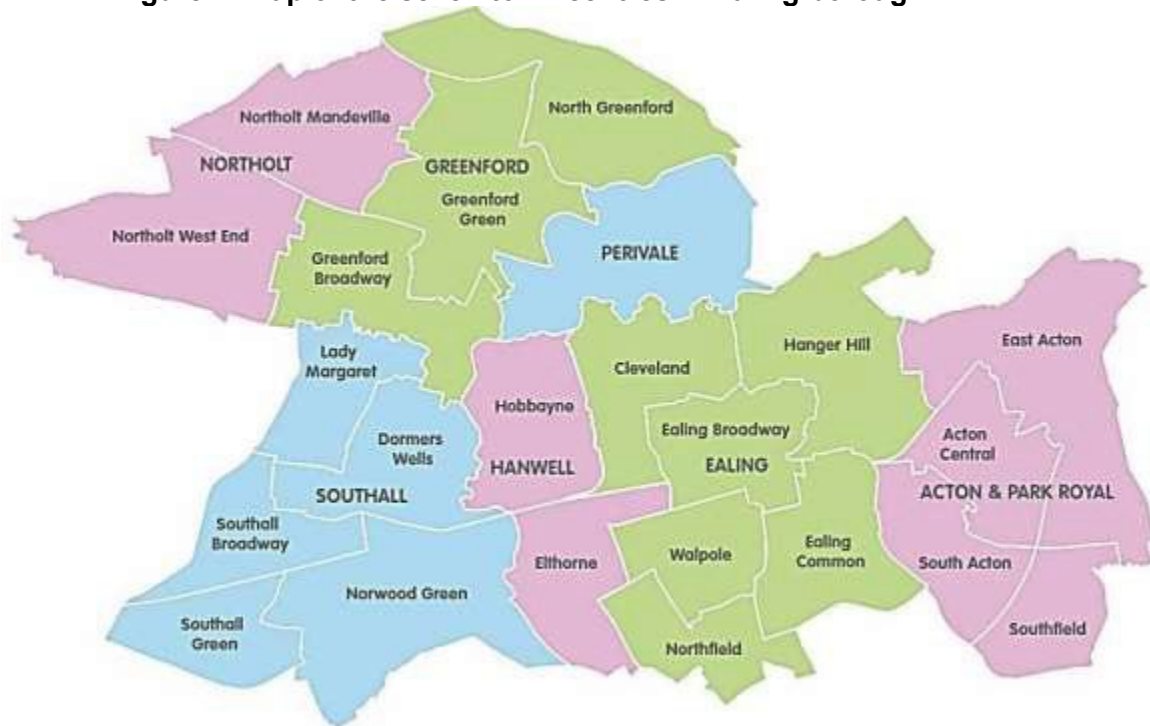 North Greenford
Northolt Mandeville
NORTHOLT
GREENFORD
Greenford
Green
Northolt West End
Greenford
Broadway
PERIVALE
Lady
Margaret
Cleveland
Hanger Hill
East Acton
Hobbayne
Dormers
Wells
Ealing Broadway
Acton
Central
HANWELL
EALING
SOUTHALL
ACTON & PARK ROYAL
Southall
Broadway
Elthorne
Walpole
Ealing
Common
South Acton
Norwood Green
Southall
Green
Northfield
Southfield